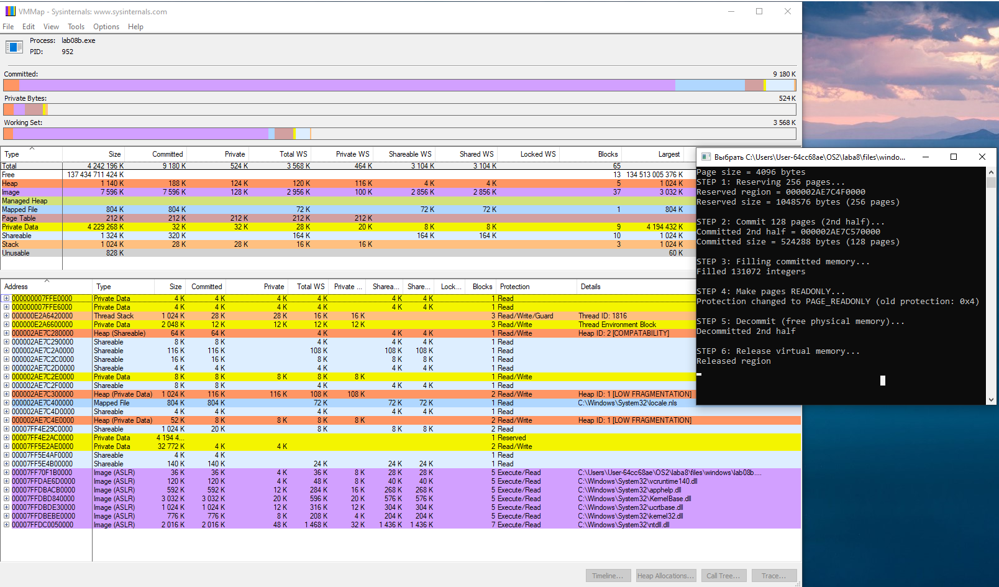 VMMap - Sysinternals: www.sysinternals.com
File Edit View Tools Options Help
Process: lab08b.exe
PID: 952
Committed: 9 180 K
Private Bytes: 524 K
Working Set: 3 568 K
Type Size Committed Private Total WS Private WS Shareable WS Shared WS Locked WS Blocks Largest
Total 4 242 196 K 9 180 K 524 K 3 568 K 464 K 3 104 K 3 104 K 65
Free 137 434 711 424 K 13 134 513 005 376 K
Heap 1 140 K 188 K 124 K 120 K 116 K 4 K 4 K 5 1 024 K
Image 7 596 K 7 596 K 128 K 2 956 K 100 K 2 856 K 2 856 K 37 3 032 K
Managed Heap
Mapped File 804 K 804 K 72 K 72 K 72 K 1 804 K
Page Table 212 K 212 K 212 K 212 K 212 K
Private Data 4 229 268 K 32 K 32 K 28 K 20 K 8 K 8 K 9 4 194 432 K
Shareable 1 324 K 320 K 164 K 164 K 164 K 10 1 024 K
Stack 1 024 K 28 K 28 K 16 K 16 K 3 1 024 K
Unusable 828 K 60 K
Address Type Size Committed Private Total WS Private ... Sharea... Share... Lock... Blocks Protection Details
000000007FFE0000 Private Data 4 K 4 K 4 K 4 K 4 K 1 Read
000000007FFE6000 Private Data 4 K 4 K 4 K 4 K 4 K 1 Read
000000E2A6420000 Thread Stack 1 024 K 28 K 28 K 16 K 16 K 3 Read/Write/Guard Thread ID: 1816
000000E2A6600000 Private Data 2 048 K 12 K 12 K 12 K 12 K 3 Read/Write Thread Environment Block
000002AE7C280000 Heap (Shareable) 64 K 64 K 4 K 4 K 4 K 1 Read/Write Heap ID: 2 [COMPATABILITY]
000002AE7C290000 Shareable 8 K 8 K 4 K 4 K 4 K 1 Read
000002AE7C2A0000 Shareable 116 K 116 K 108 K 108 K 108 K 1 Read
000002AE7C2C0000 Shareable 16 K 16 K 8 K 8 K 8 K 1 Read
000002AE7C2D0000 Shareable 4 K 4 K 4 K 4 K 4 K 1 Read
000002AE7C2E0000 Private Data 8 K 8 K 8 K 8 K 8 K 1 Read/Write
000002AE7C2F0000 Shareable 8 K 8 K 4 K 4 K 4 K 1 Read
000002AE7C300000 Heap (Private Data) 1 024 K 116 K 116 K 108 K 108 K 2 Read/Write Heap ID: 1 [LOW FRAGMENTATION]
000002AE7C400000 Mapped File 804 K 804 K 72 K 72 K 72 K 1 Read C:\Windows\System32\locale.nls
000002AE7C4D0000 Shareable 4 K 4 K 4 K 4 K 4 K 1 Read
000002AE7C4E0000 Heap (Private Data) 52 K 8 K 8 K 8 K 8 K 2 Read/Write Heap ID: 1 [LOW FRAGMENTATION]
00007FF4E29C0000 Shareable 1 024 K 20 K 8 K 8 K 8 K 2 Read
00007FF4E2AC0000 Private Data 4 194 4... 1 Reserved
00007FF5E2AE0000 Private Data 32 772 K 4 K 4 K 2 Read/Write
00007FF5E4AF0000 Shareable 4 K 4 K 1 Read
00007FF5E4B00000 Shareable 140 K 140 K 24 K 24 K 24 K 1 Read
00007FF70F1B0000 Image (ASLR) 36 K 36 K 4 K 36 K 8 K 28 K 28 K 5 Execute/Read C:\Users\User-64cc68ae\OS2\laba8\files\windows\lab08b....
00007FFDAE6D0000 Image (ASLR) 120 K 120 K 4 K 48 K 8 K 40 K 40 K 5 Execute/Read C:\Windows\System32\vcruntime140.dll
00007FFDBACB0000 Image (ASLR) 592 K 592 K 12 K 284 K 16 K 268 K 268 K 5 Execute/Read C:\Windows\System32\apphelp.dll
00007FFDBD840000 Image (ASLR) 3 032 K 3 032 K 20 K 596 K 20 K 576 K 576 K 5 Execute/Read C:\Windows\System32\KernelBase.dll
00007FFDBDE30000 Image (ASLR) 1 024 K 1 024 K 12 K 316 K 12 K 304 K 304 K 5 Execute/Read C:\Windows\System32\ucrtbase.dll
00007FFDBEBE0000 Image (ASLR) 776 K 776 K 8 K 208 K 4 K 204 K 204 K 5 Execute/Read C:\Windows\System32\kernel32.dll
00007FFDC0050000 Image (ASLR) 2 016 K 2 016 K 48 K 1 468 K 32 K 1 436 K 1 436 K 7 Execute/Read C:\Windows\System32\ntdll.dll
Timeline... Heap Allocations... Call Tree... Trace...
Выбрать C:\Users\User-64cc68ae\OS2\laba8\files\windo...
Page size = 4096 bytes
STEP 1: Reserving 256 pages...
Reserved region = 000002AE7C4F0000
Reserved size = 1048576 bytes (256 pages)
STEP 2: Commit 128 pages (2nd half)...
Committed 2nd half = 000002AE7C570000
Committed size = 524288 bytes (128 pages)
STEP 3: Filling committed memory...
Filled 131072 integers
STEP 4: Make pages READONLY...
Protection changed to PAGE_READONLY (old protection: 0x4)
STEP 5: Decommit (free physical memory)...
Decommitted 2nd half
STEP 6: Release virtual memory...
Released region